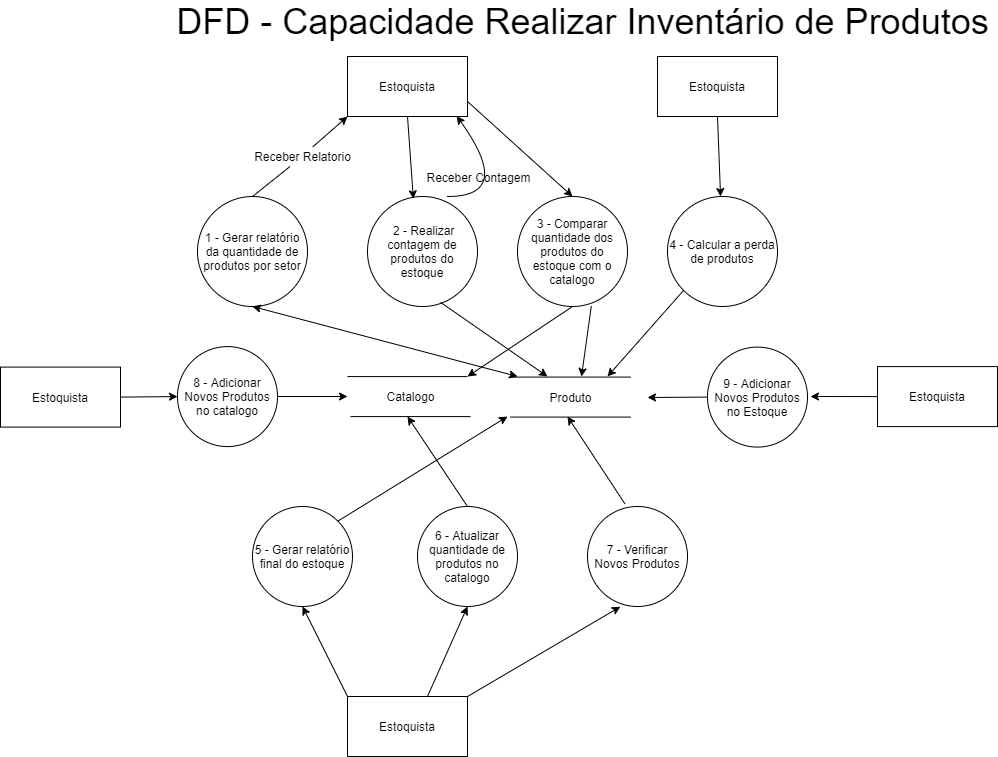 DFD - Capacidade Realizar Inventário de Produtos
Estoquista
Estoquista
Receber Relatorio
Receber Contagem
1 - Gerar relatório
da quantidade de
produtos por setor
2 - Realizar
contagem de
produtos do
estoque
3 - Comparar
quantidade dos
produtos do
estoque com o
catalogo
4 - Calcular a perda
de produtos
Estoquista
8 - Adicionar
Novos Produtos
no catalogo
Catalogo
Produto
9 - Adicionar
Novos Produtos
no Estoque
Estoquista
5 - Gerar relatório
final do estoque
6 - Atualizar
quantidade de
produtos no
catalogo
7 - Verificar
Novos Produtos
Estoquista